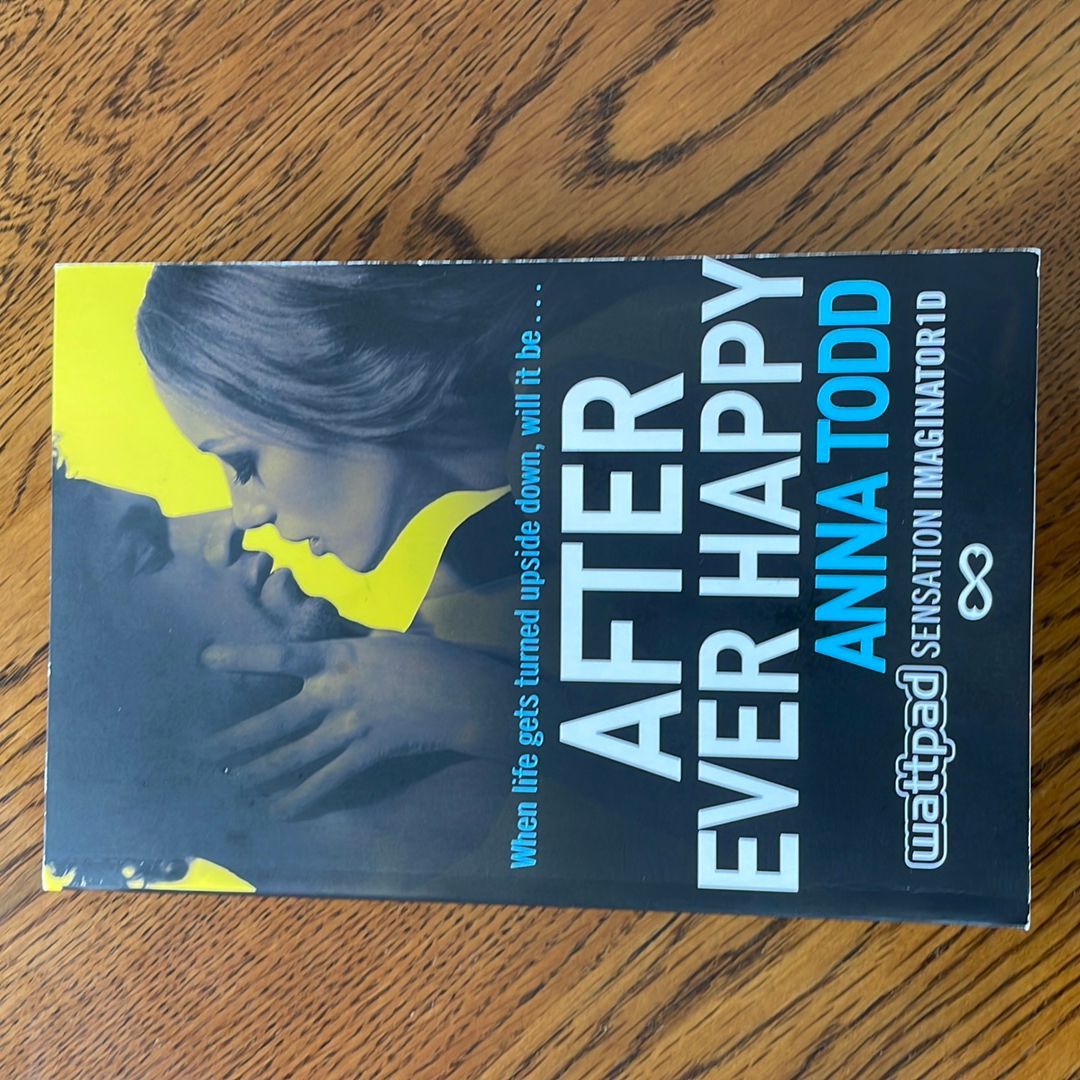 When life gets turned upside down, will it be . . .
AFTER
EVER HAPPY
ANNA TODD
wattpad SENSATION IMAGINATOR1D